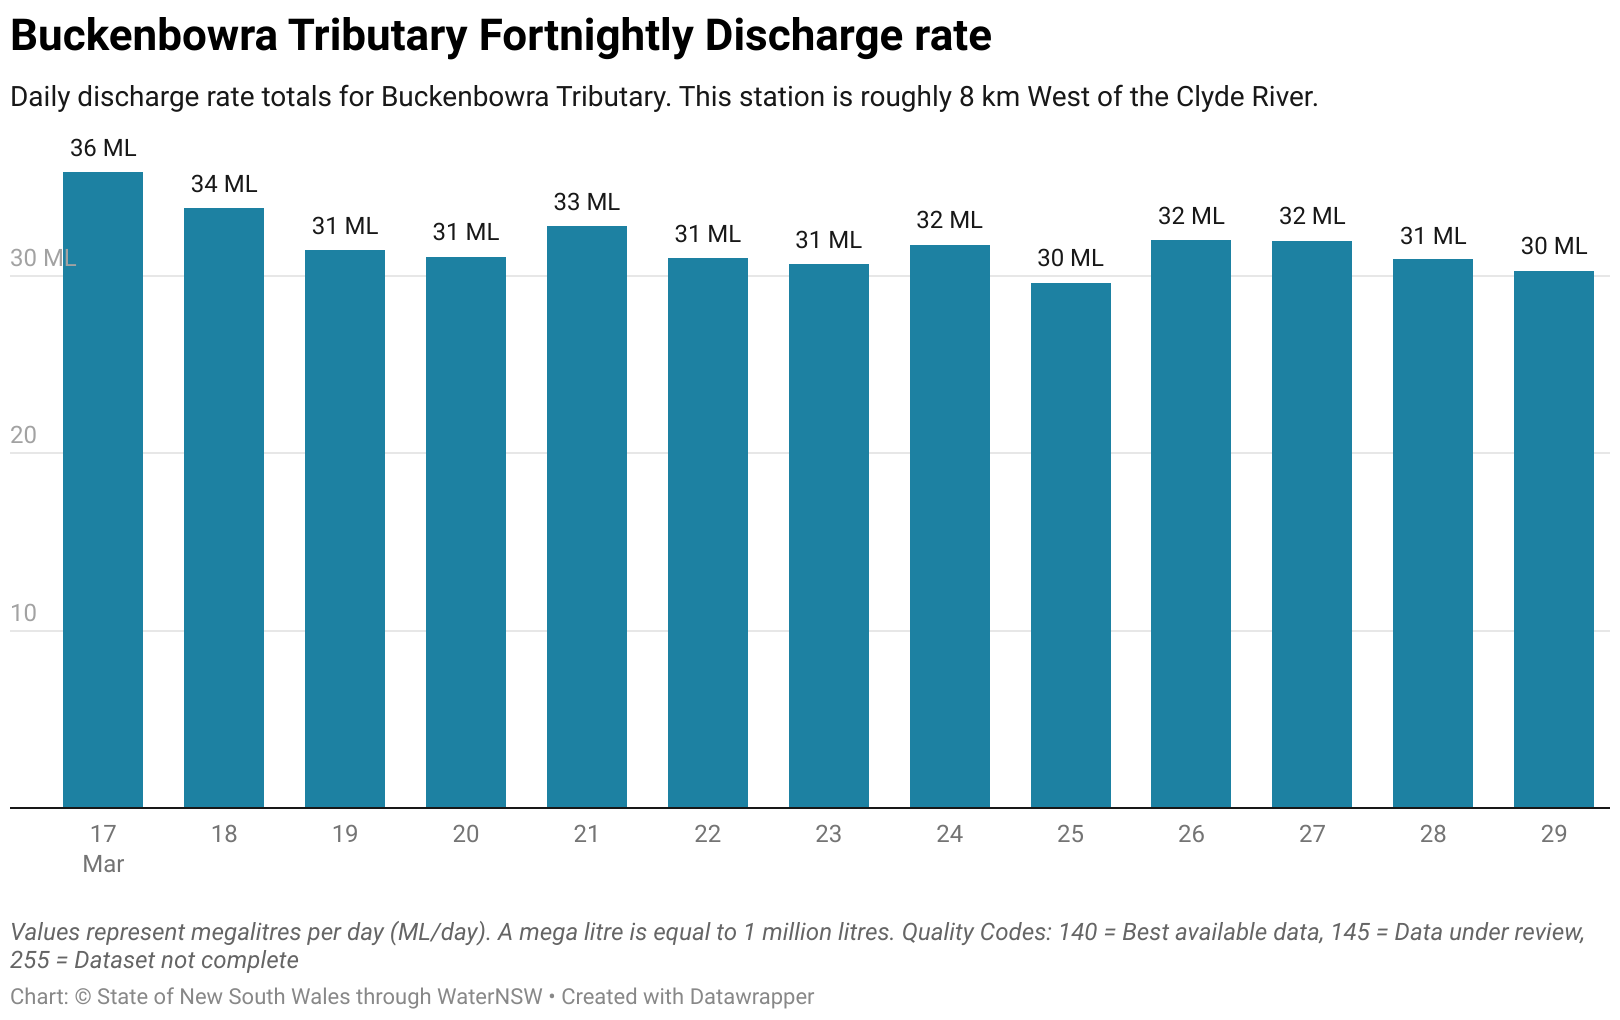 Buckenbowra Tributary Fortnightly Discharge rate
Daily discharge rate totals for Buckenbowra Tributary. This station is roughly 8 km West of the Clyde River.
36 ML
34 ML
31 ML
31 ML
33 ML
31 ML
31 ML
32 ML
30 ML
32 ML
32 ML
31 ML
30 ML
30 ML
20
10
17 18 19 20 21 22 23 24 25 26 27 28 29
Mar
Values represent megalitres per day (ML/day). A mega litre is equal to 1 million litres. Quality Codes: 140 = Best available data, 145 = Data under review,
255 = Dataset not complete
Chart: © State of New South Wales through WaterNSW • Created with Datawrapper